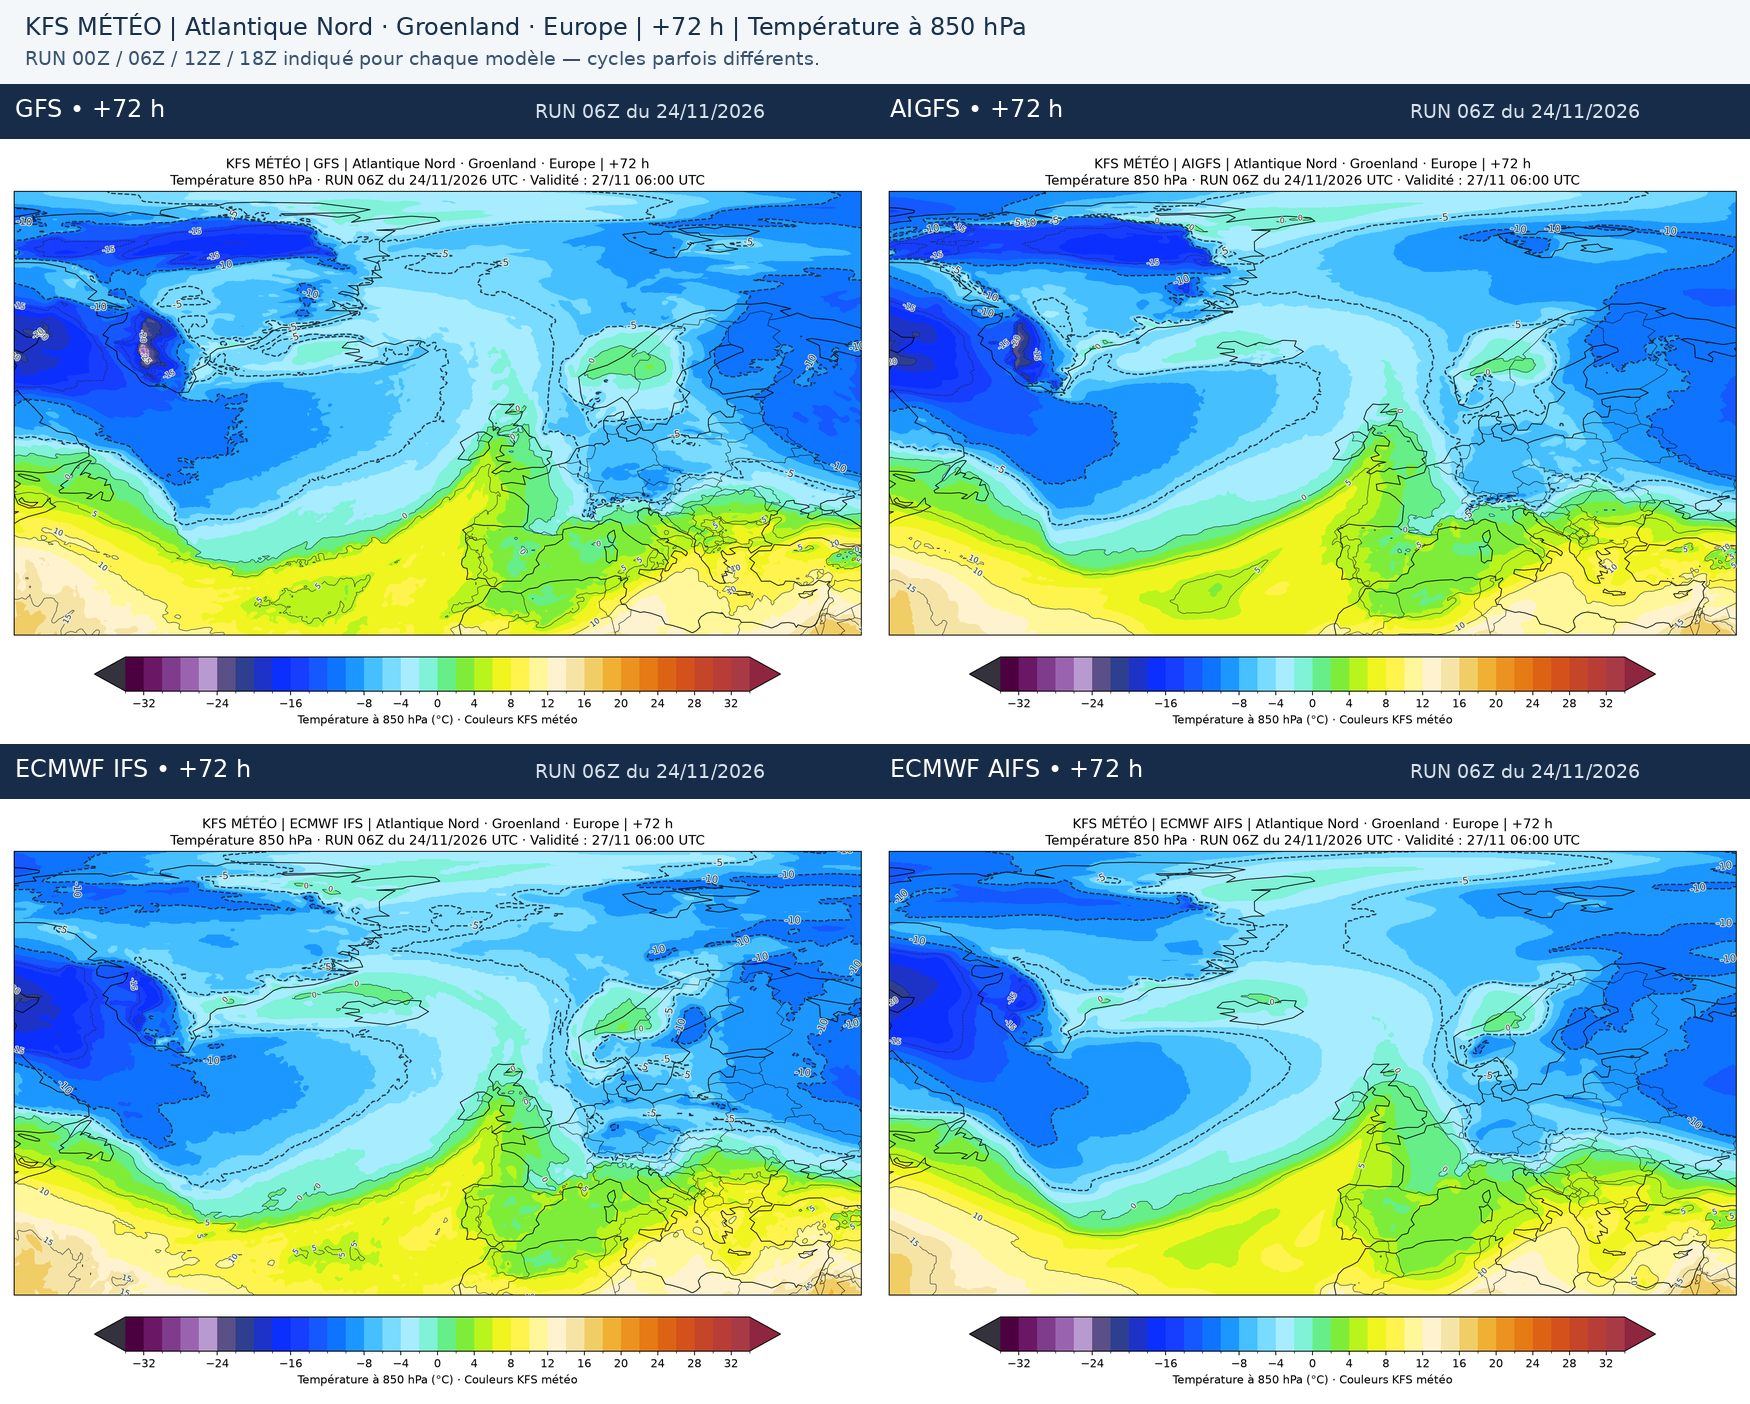 KFS MÉTÉO | Atlantique Nord · Groenland · Europe | +72 h | Température à 850 hPa
RUN 00Z / 06Z / 12Z / 18Z indiqué pour chaque modèle — cycles parfois différents.
GFS • +72 h
RUN 06Z du 24/11/2026
AIGFS • +72 h
RUN 06Z du 24/11/2026
KFS MÉTÉO | GFS | Atlantique Nord · Groenland · Europe | +72 h
Température 850 hPa · RUN 06Z du 24/11/2026 UTC · Validité : 27/11 06:00 UTC
KFS MÉTÉO | AIGFS | Atlantique Nord · Groenland · Europe | +72 h
Température 850 hPa · RUN 06Z du 24/11/2026 UTC · Validité : 27/11 06:00 UTC
−32 −24 −16 −8 −4 0 4 8 12 16 20 24 28 32
Température à 850 hPa (°C) · Couleurs KFS météo
−32 −24 −16 −8 −4 0 4 8 12 16 20 24 28 32
Température à 850 hPa (°C) · Couleurs KFS météo
ECMWF IFS • +72 h
RUN 06Z du 24/11/2026
ECMWF AIFS • +72 h
RUN 06Z du 24/11/2026
KFS MÉTÉO | ECMWF IFS | Atlantique Nord · Groenland · Europe | +72 h
Température 850 hPa · RUN 06Z du 24/11/2026 UTC · Validité : 27/11 06:00 UTC
KFS MÉTÉO | ECMWF AIFS | Atlantique Nord · Groenland · Europe | +72 h
Température 850 hPa · RUN 06Z du 24/11/2026 UTC · Validité : 27/11 06:00 UTC
−32 −24 −16 −8 −4 0 4 8 12 16 20 24 28 32
Température à 850 hPa (°C) · Couleurs KFS météo
−32 −24 −16 −8 −4 0 4 8 12 16 20 24 28 32
Température à 850 hPa (°C) · Couleurs KFS météo